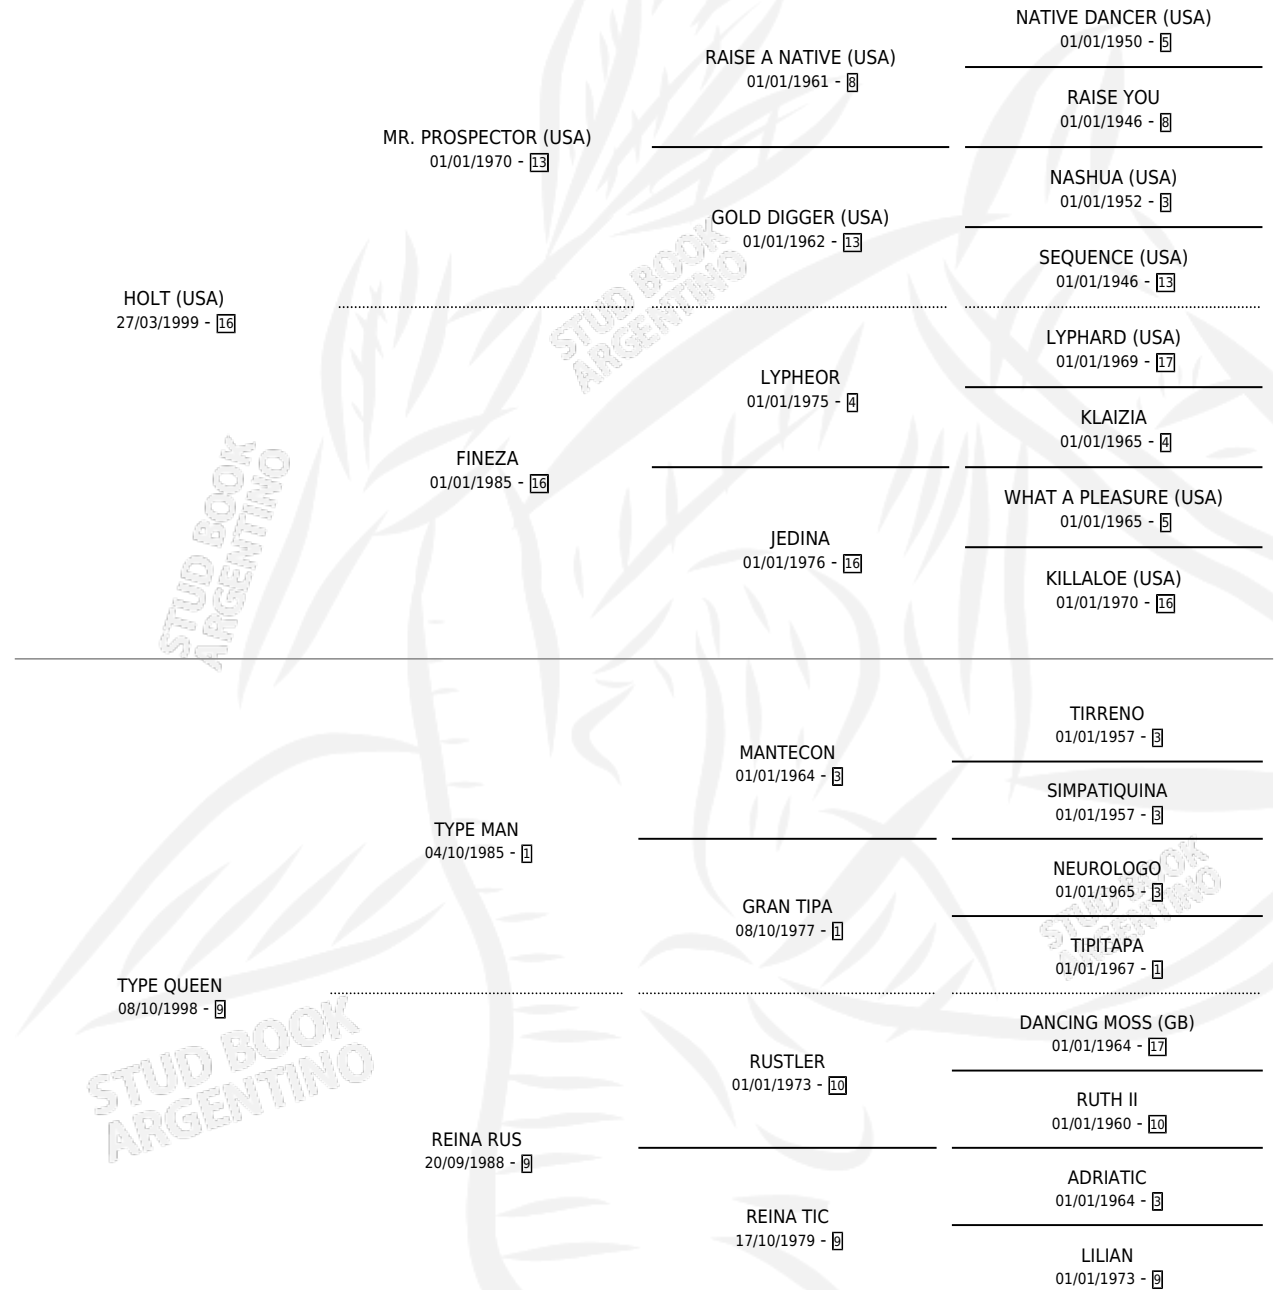 NATIVE DANCER (USA)
01/01/1950 - 5
RAISE A NATIVE (USA)
01/01/1961 - 8
RAISE YOU
01/01/1946 - 8
MR. PROSPECTOR (USA)
01/01/1970 - 13
NASHUA (USA)
01/01/1952 - 3
GOLD DIGGER (USA)
01/01/1962 - 13
SEQUENCE (USA)
01/01/1946 - 13
HOLT (USA)
27/03/1999 - 16
LYPHARD (USA)
01/01/1969 - 17
LYPHEOR
01/01/1975 - 4
KLAIZIA
01/01/1965 - 4
FINEZA
01/01/1985 - 16
WHAT A PLEASURE (USA)
01/01/1965 - 5
JEDINA
01/01/1976 - 16
KILLALOE (USA)
01/01/1970 - 16
TIRRENO
01/01/1957 - 3
MANTECON
01/01/1964 - 3
SIMPATIQUINA
01/01/1957 - 3
TYPE MAN
04/10/1985 - 1
NEUROLOGO
01/01/1965 - 3
GRAN TIPA
08/10/1977 - 1
TIPITAPA
01/01/1967 - 1
TYPE QUEEN
08/10/1998 - 9
DANCING MOSS (GB)
01/01/1964 - 17
RUSTLER
01/01/1973 - 10
RUTH II
01/01/1960 - 10
REINA RUS
20/09/1988 - 9
ADRIATIC
01/01/1964 - 3
REINA TIC
17/10/1979 - 9
LILIAN
01/01/1973 - 9
STUD BOOK
ARGENTINO
STUD BOOK
ARGENTINO
STUD BOOK
ARGENTINO
STUD BOOK
ARGENTINO